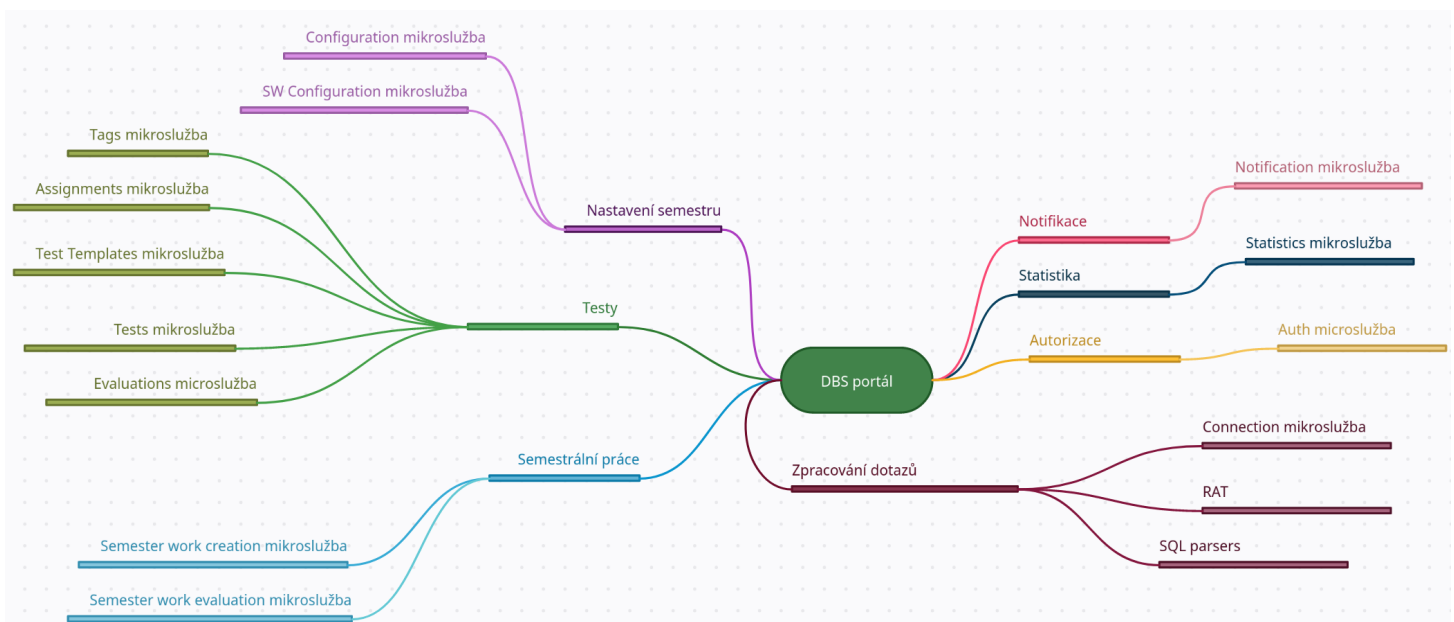 Configuration mikroslužba
SW Configuration mikroslužba
Nastavení semestru
Tags mikroslužba
Assignments mikroslužba
Test Templates mikroslužba
Tests mikroslužba
Evaluations microslužba
Testy
Semestrální práce
Semester work creation mikroslužba
Semester work evaluation mikroslužba
DBS portál
Notifikace
Notification mikroslužba
Statistika
Statistics mikroslužba
Autorizace
Auth microslužba
Zpracování dotazů
Connection mikroslužba
RAT
SQL parsers